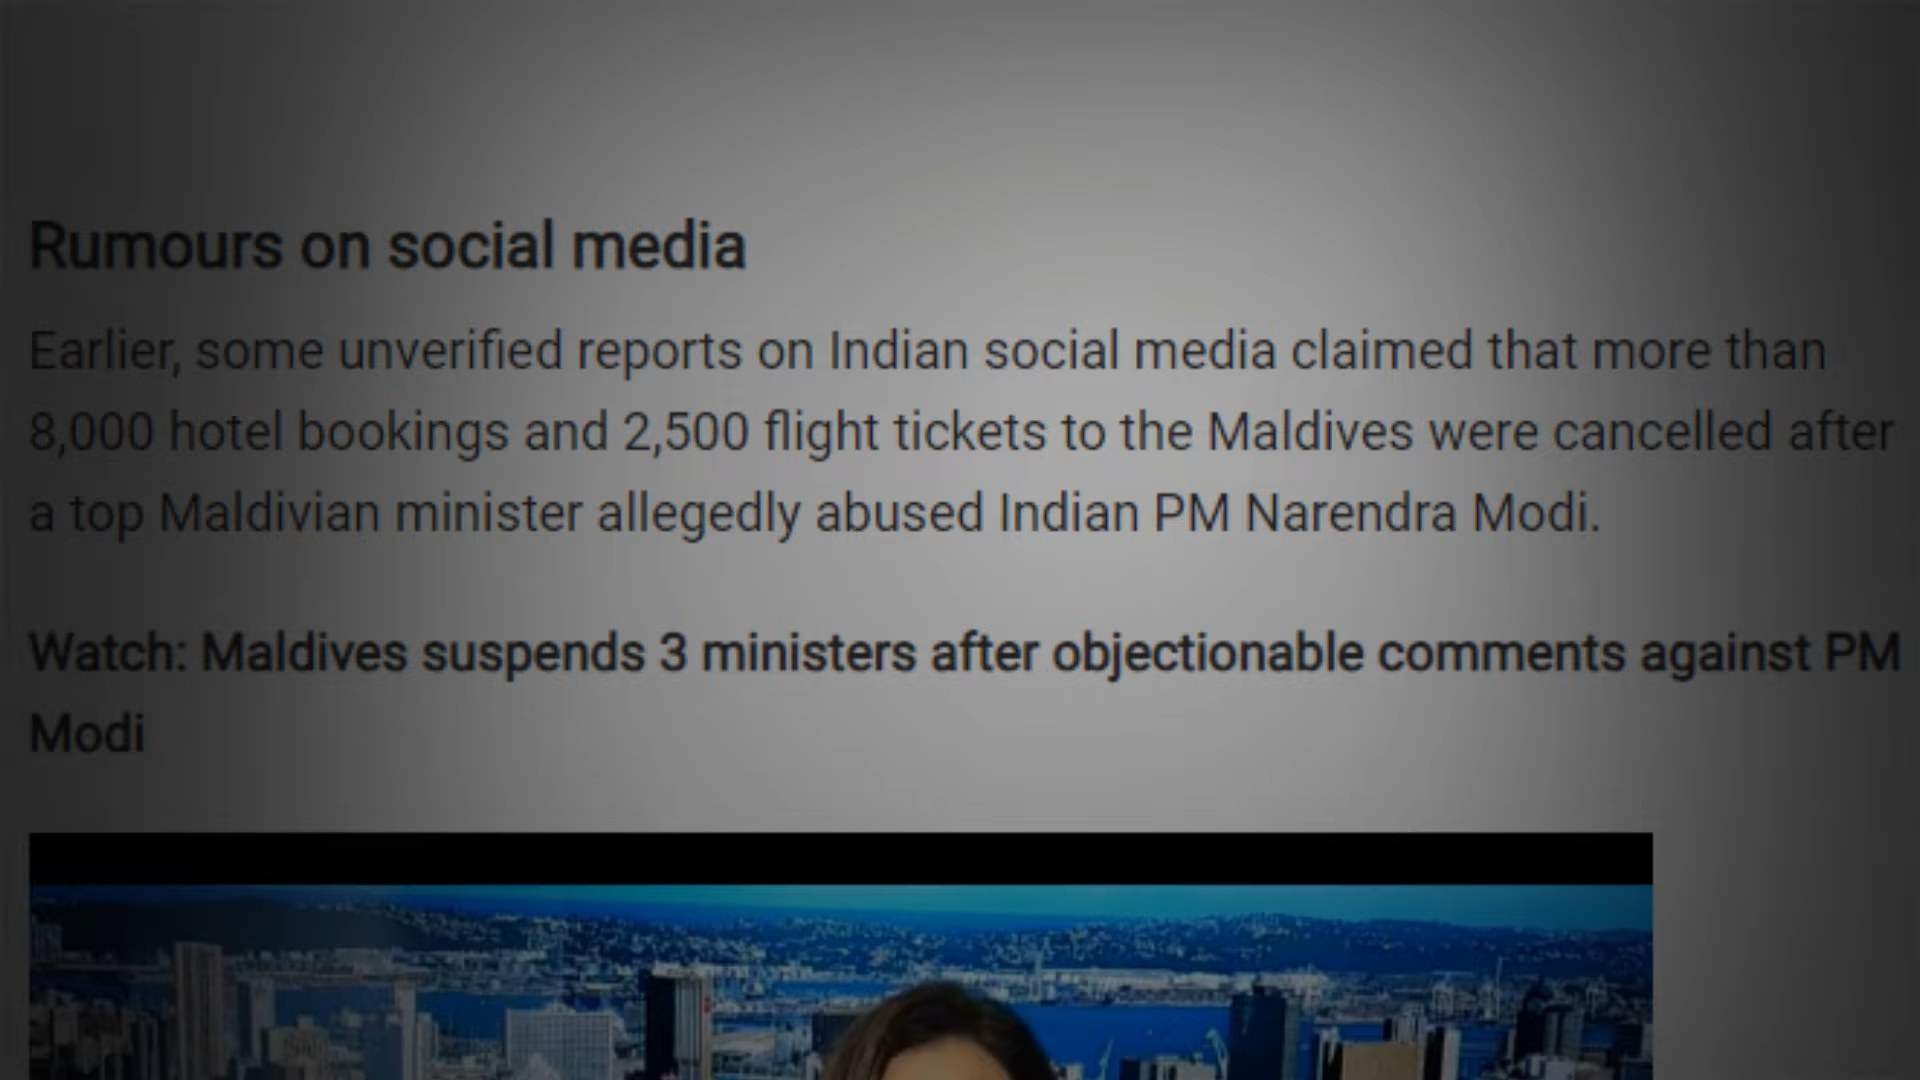 Rumours on social media
Earlier, some unverified reports on Indian social media claimed that more than
8,000 hotel bookings and 2,500 flight tickets to the Maldives were cancelled after
a top Maldivian minister allegedly abused Indian PM Narendra Modi.
Watch: Maldives suspends 3 ministers after objectionable comments against PM
Modi